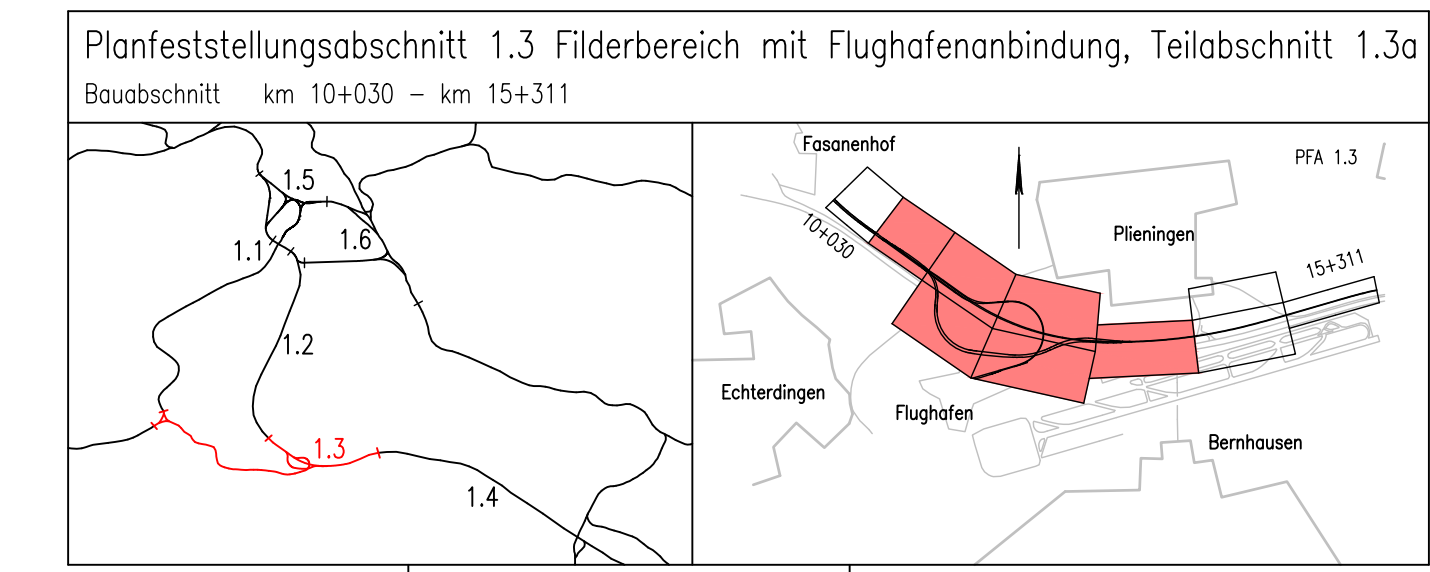 Planfeststellungsabschnitt 1.3 Filderbereich mit Flughafenanbindung, Teilabschnitt 1.3a
Bauabschnitt km 10+030 – km 15+311
1.5
1.1
1.6
1.2
1.3
1.4
Fasanenhof
PFA 1.3
10+030
Plieningen
15+311
Echterdingen
Flughafen
Bernhausen